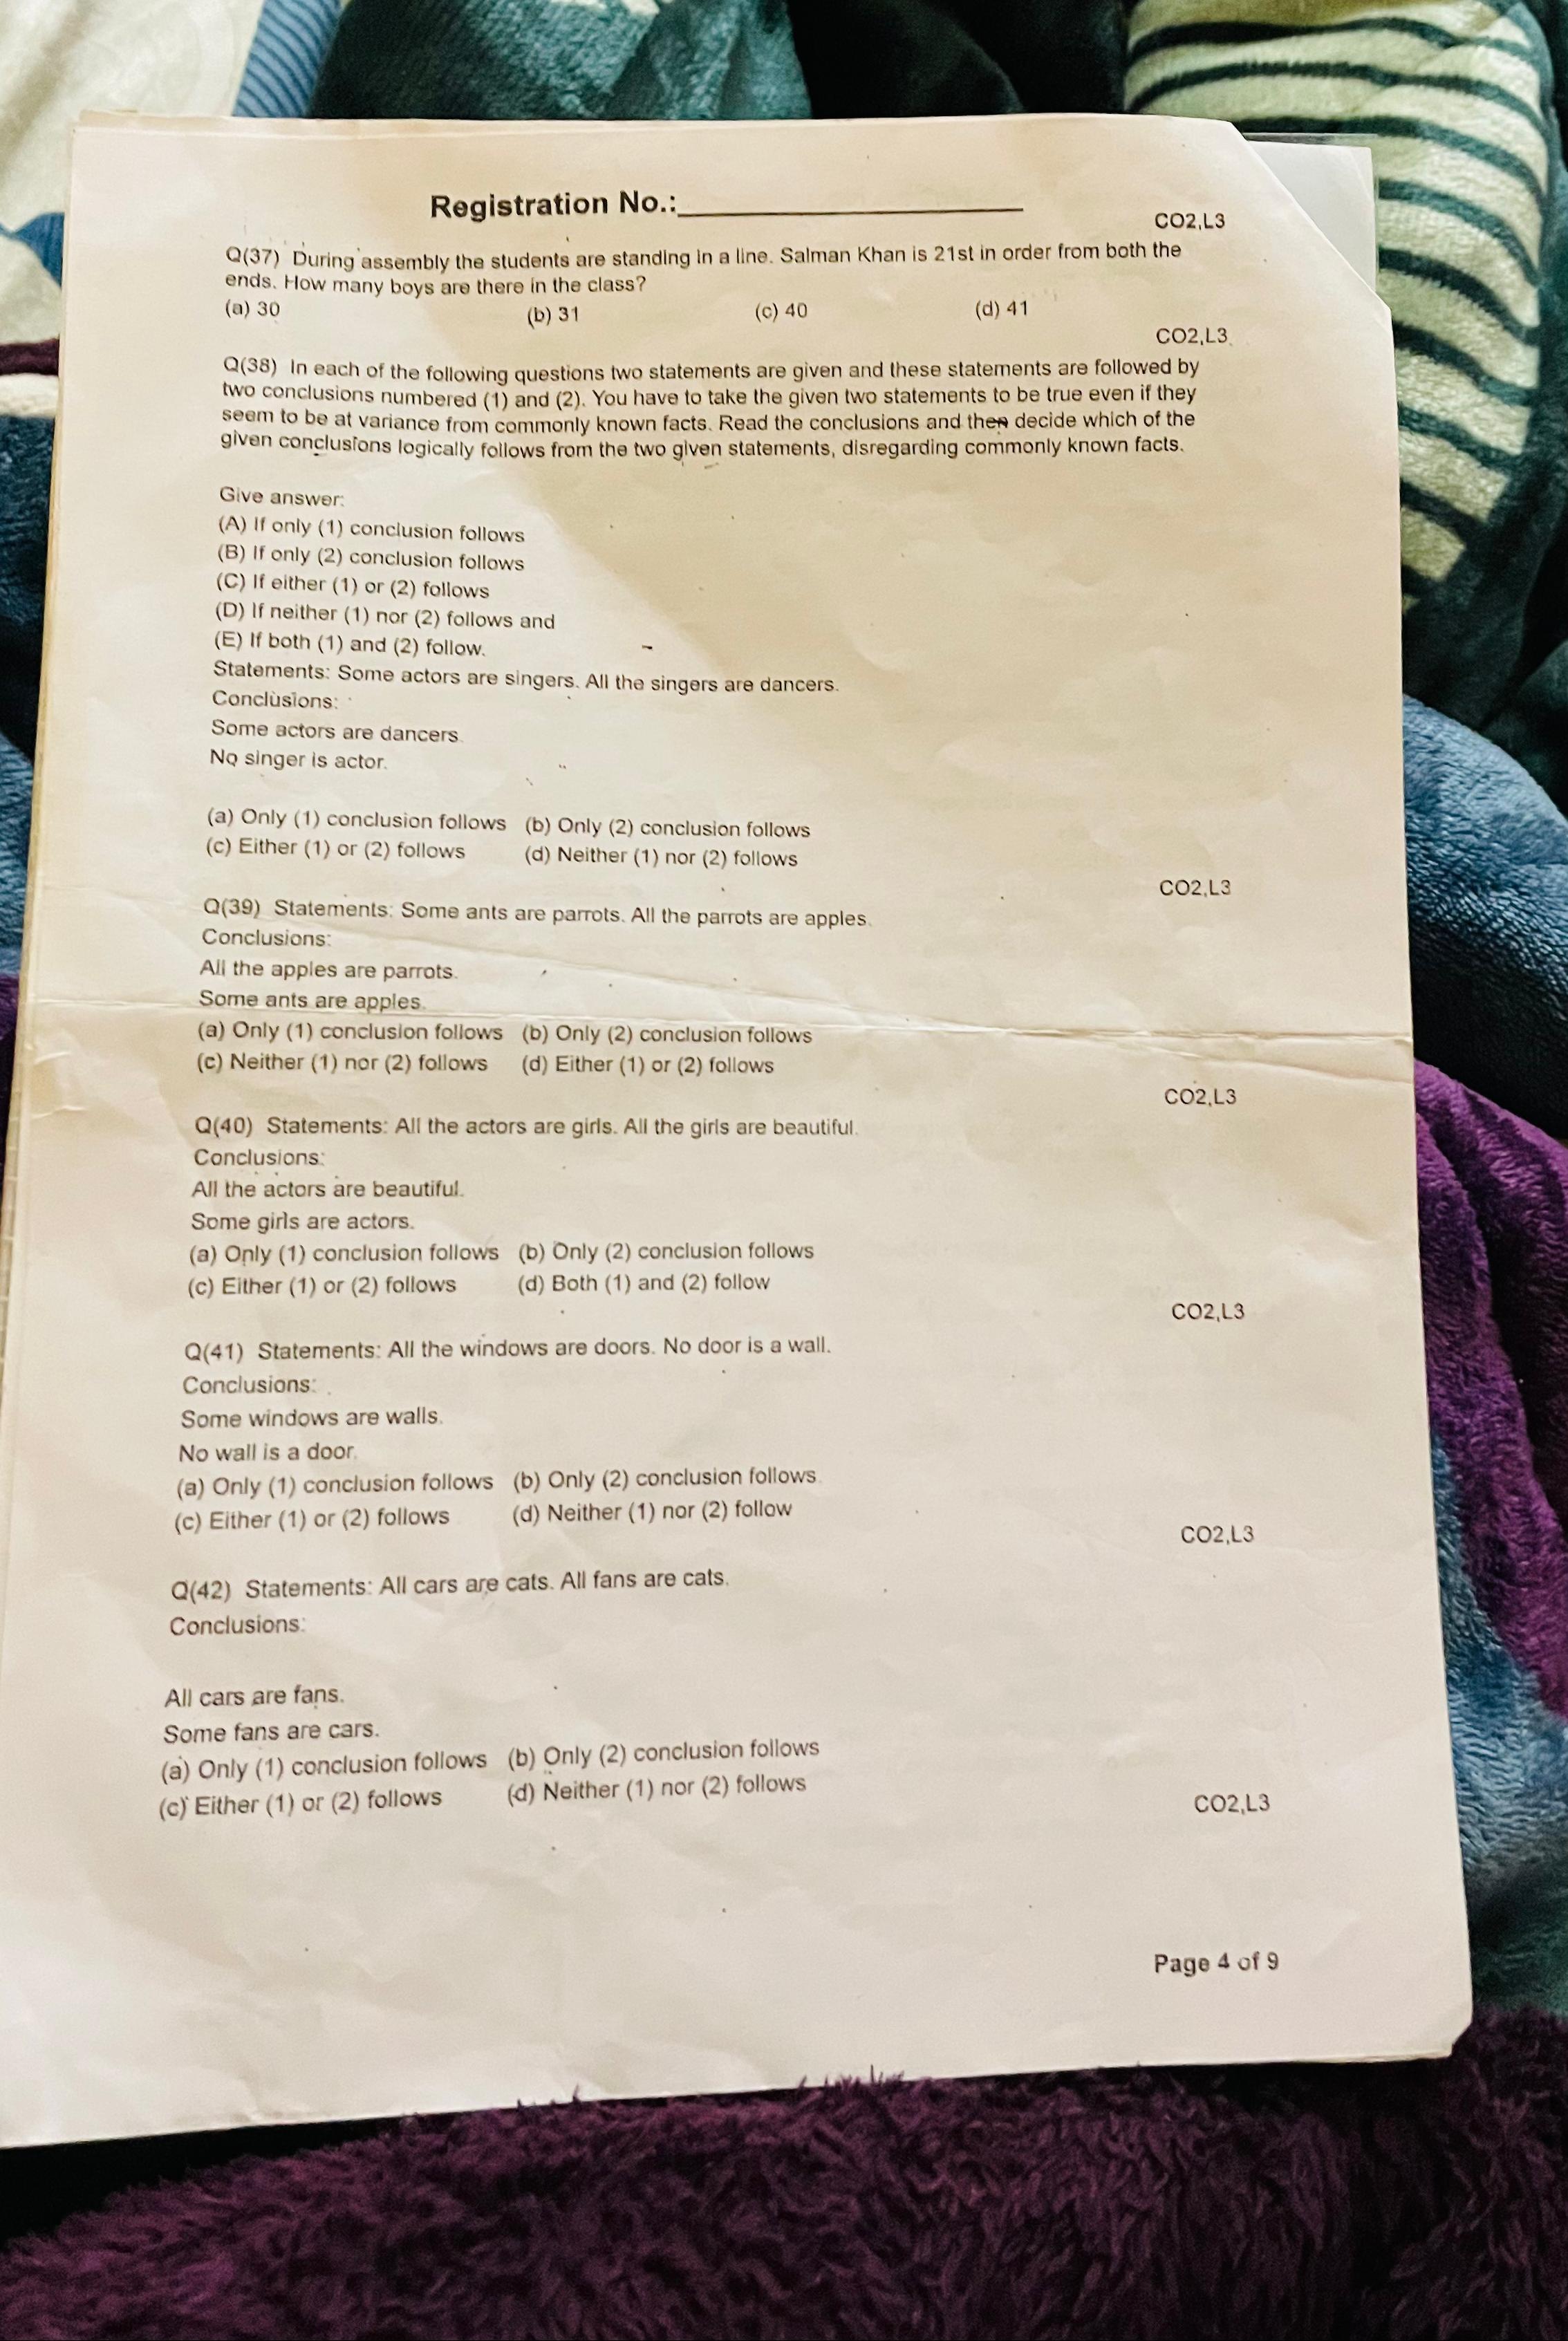 Registration No.:
CO2,L3
Q(37) During assembly the students are standing in a line. Salman Khan is 21st in order from both the
ends. How many boys are there in the class?
(a) 30 (b) 31 (c) 40 (d) 41
CO2,L3
Q(38) In each of the following questions two statements are given and these statements are followed by
two conclusions numbered (1) and (2). You have to take the given two statements to be true even if they
seem to be at variance from commonly known facts. Read the conclusions and then decide which of the
given conclusions logically follows from the two given statements, disregarding commonly known facts.
Give answer:
(A) If only (1) conclusion follows
(B) If only (2) conclusion follows
(C) If either (1) or (2) follows
(D) If neither (1) nor (2) follows and
(E) If both (1) and (2) follow.
Statements: Some actors are singers. All the singers are dancers.
Conclusions:
Some actors are dancers.
No singer is actor.
(a) Only (1) conclusion follows (b) Only (2) conclusion follows
(c) Either (1) or (2) follows (d) Neither (1) nor (2) follows
CO2,L3
Q(39) Statements: Some ants are parrots. All the parrots are apples.
Conclusions:
All the apples are parrots.
Some ants are apples.
(a) Only (1) conclusion follows (b) Only (2) conclusion follows
(c) Neither (1) nor (2) follows (d) Either (1) or (2) follows
CO2,L3
Q(40) Statements: All the actors are girls. All the girls are beautiful.
Conclusions:
All the actors are beautiful.
Some girls are actors.
(a) Only (1) conclusion follows (b) Only (2) conclusion follows
(c) Either (1) or (2) follows (d) Both (1) and (2) follow
CO2,L3
Q(41) Statements: All the windows are doors. No door is a wall.
Conclusions:
Some windows are walls.
No wall is a door.
(a) Only (1) conclusion follows (b) Only (2) conclusion follows
(c) Either (1) or (2) follows (d) Neither (1) nor (2) follow
CO2,L3
Q(42) Statements: All cars are cats. All fans are cats.
Conclusions:
All cars are fans.
Some fans are cars.
(a) Only (1) conclusion follows (b) Only (2) conclusion follows
(c) Either (1) or (2) follows (d) Neither (1) nor (2) follows
CO2,L3
Page 4 of 9